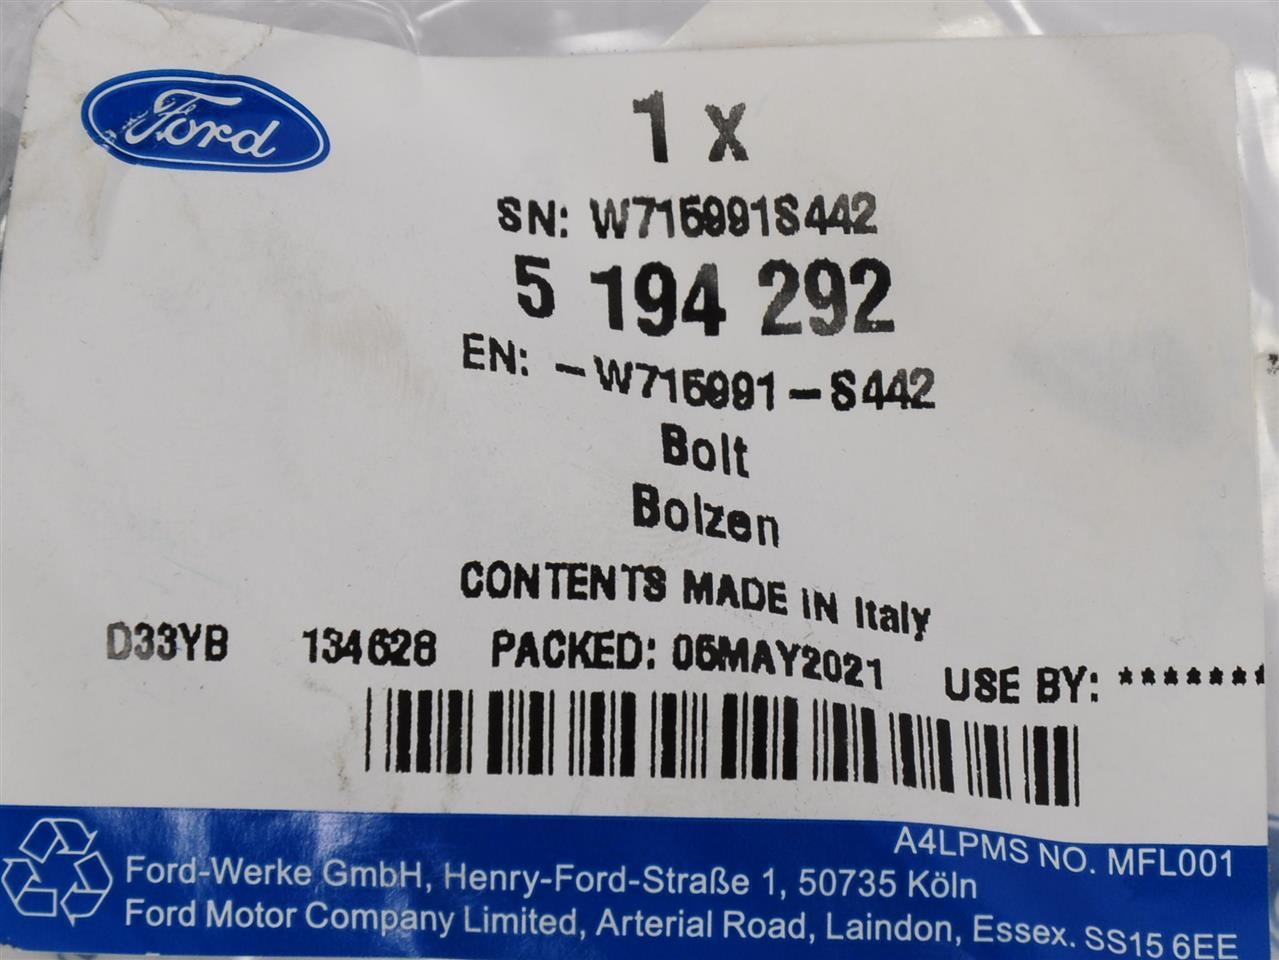 Ford
1 x
SN: W715991S442
5 194 292
EN: -W715991-S442
Bolt
Bolzen
CONTENTS MADE IN Italy
D33YB 134628 PACKED: 05MAY2021 USE BY: *******
A4LPMS NO. MFL001
Ford-Werke GmbH, Henry-Ford-Straße 1, 50735 Köln
Ford Motor Company Limited, Arterial Road, Laindon, Essex. SS15 6EE